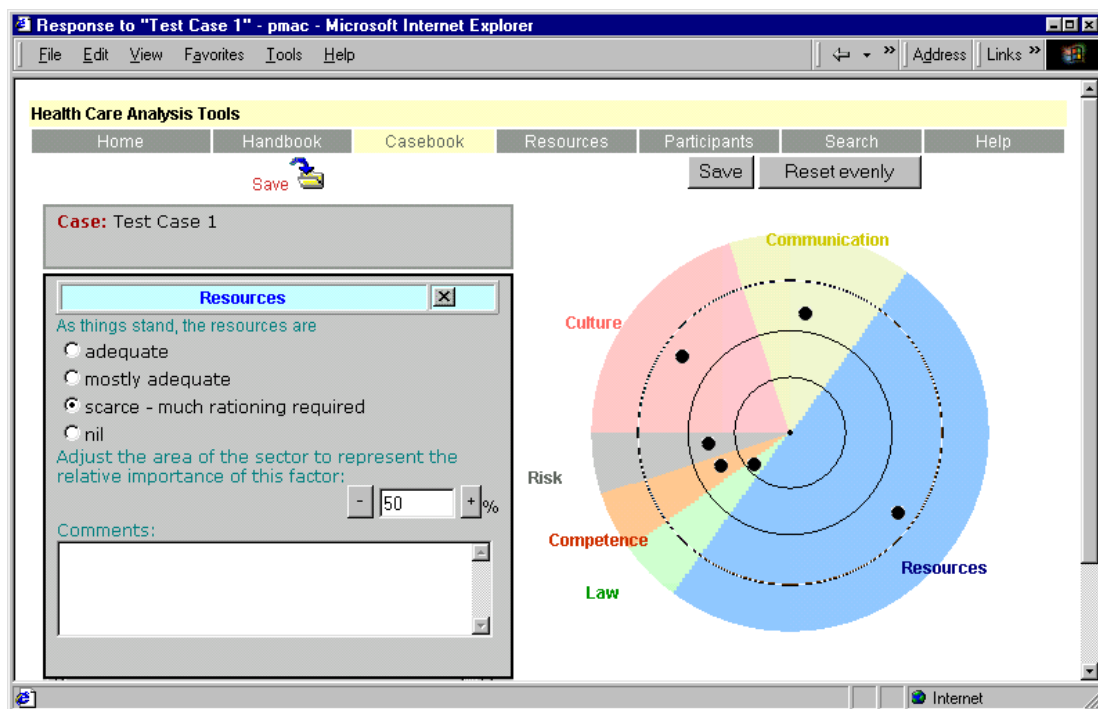 Response to "Test Case 1" - pmac - Microsoft Internet Explorer
File Edit View Favorites Tools Help
Address Links »
Health Care Analysis Tools
Home Handbook Casebook Resources Participants Search Help
Save
Save Reset evenly
Case: Test Case 1
Resources
As things stand, the resources are
adequate
mostly adequate
scarce - much rationing required
nil
Adjust the area of the sector to represent the
relative importance of this factor:
- 50 + %
Comments:
Communication
Culture
Risk
Competence
Law
Resources
Internet